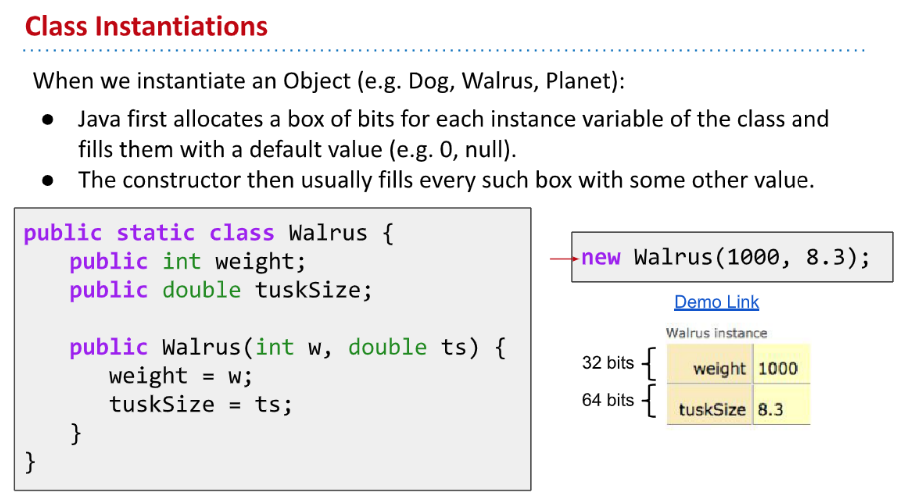 Class Instantiations
When we instantiate an Object (e.g. Dog, Walrus, Planet):
● Java first allocates a box of bits for each instance variable of the class and
fills them with a default value (e.g. 0, null).
● The constructor then usually fills every such box with some other value.
public static class Walrus {
    public int weight;
    public double tuskSize;
    public Walrus(int w, double ts) {
        weight = w;
        tuskSize = ts;
    }
}
new Walrus(1000, 8.3);
Demo Link
Walrus instance
32 bits { weight 1000
64 bits { tuskSize 8.3